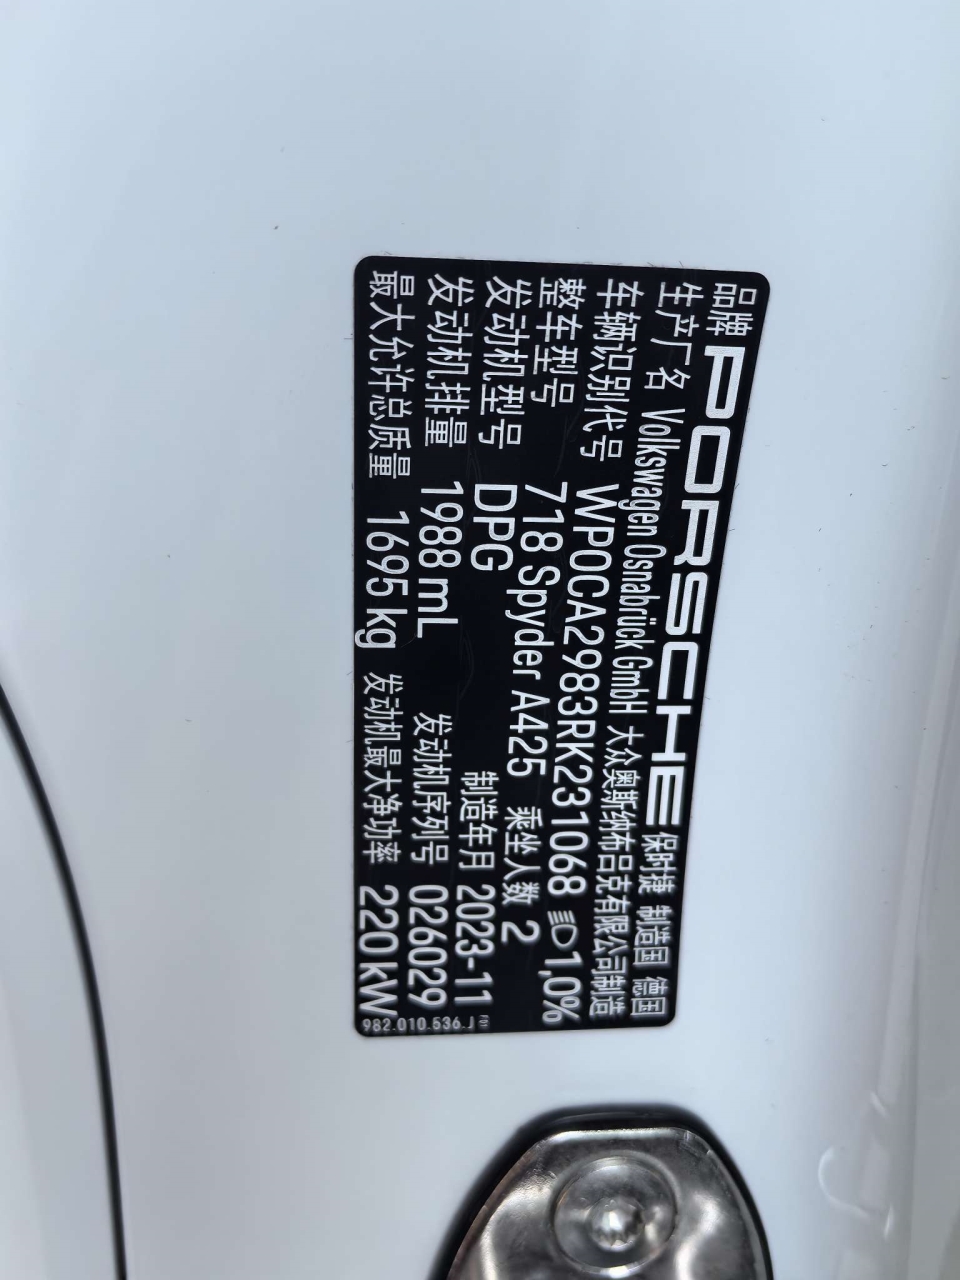 品牌 PORSCHE 保时捷 制造国 德国
生产厂名 Volkswagen Osnabrück GmbH 大众奥斯纳布吕克有限公司制造
车辆识别代号 WP0CA2983RK231068 1,0%
整车型号 718 Spyder A425 乘坐人数 2
发动机型号 DPG 制造年月 2023-11
发动机排量 1988 mL 发动机序列号 026029
最大允许总质量 1695 kg 发动机最大净功率 220 kW
982.010.536.J